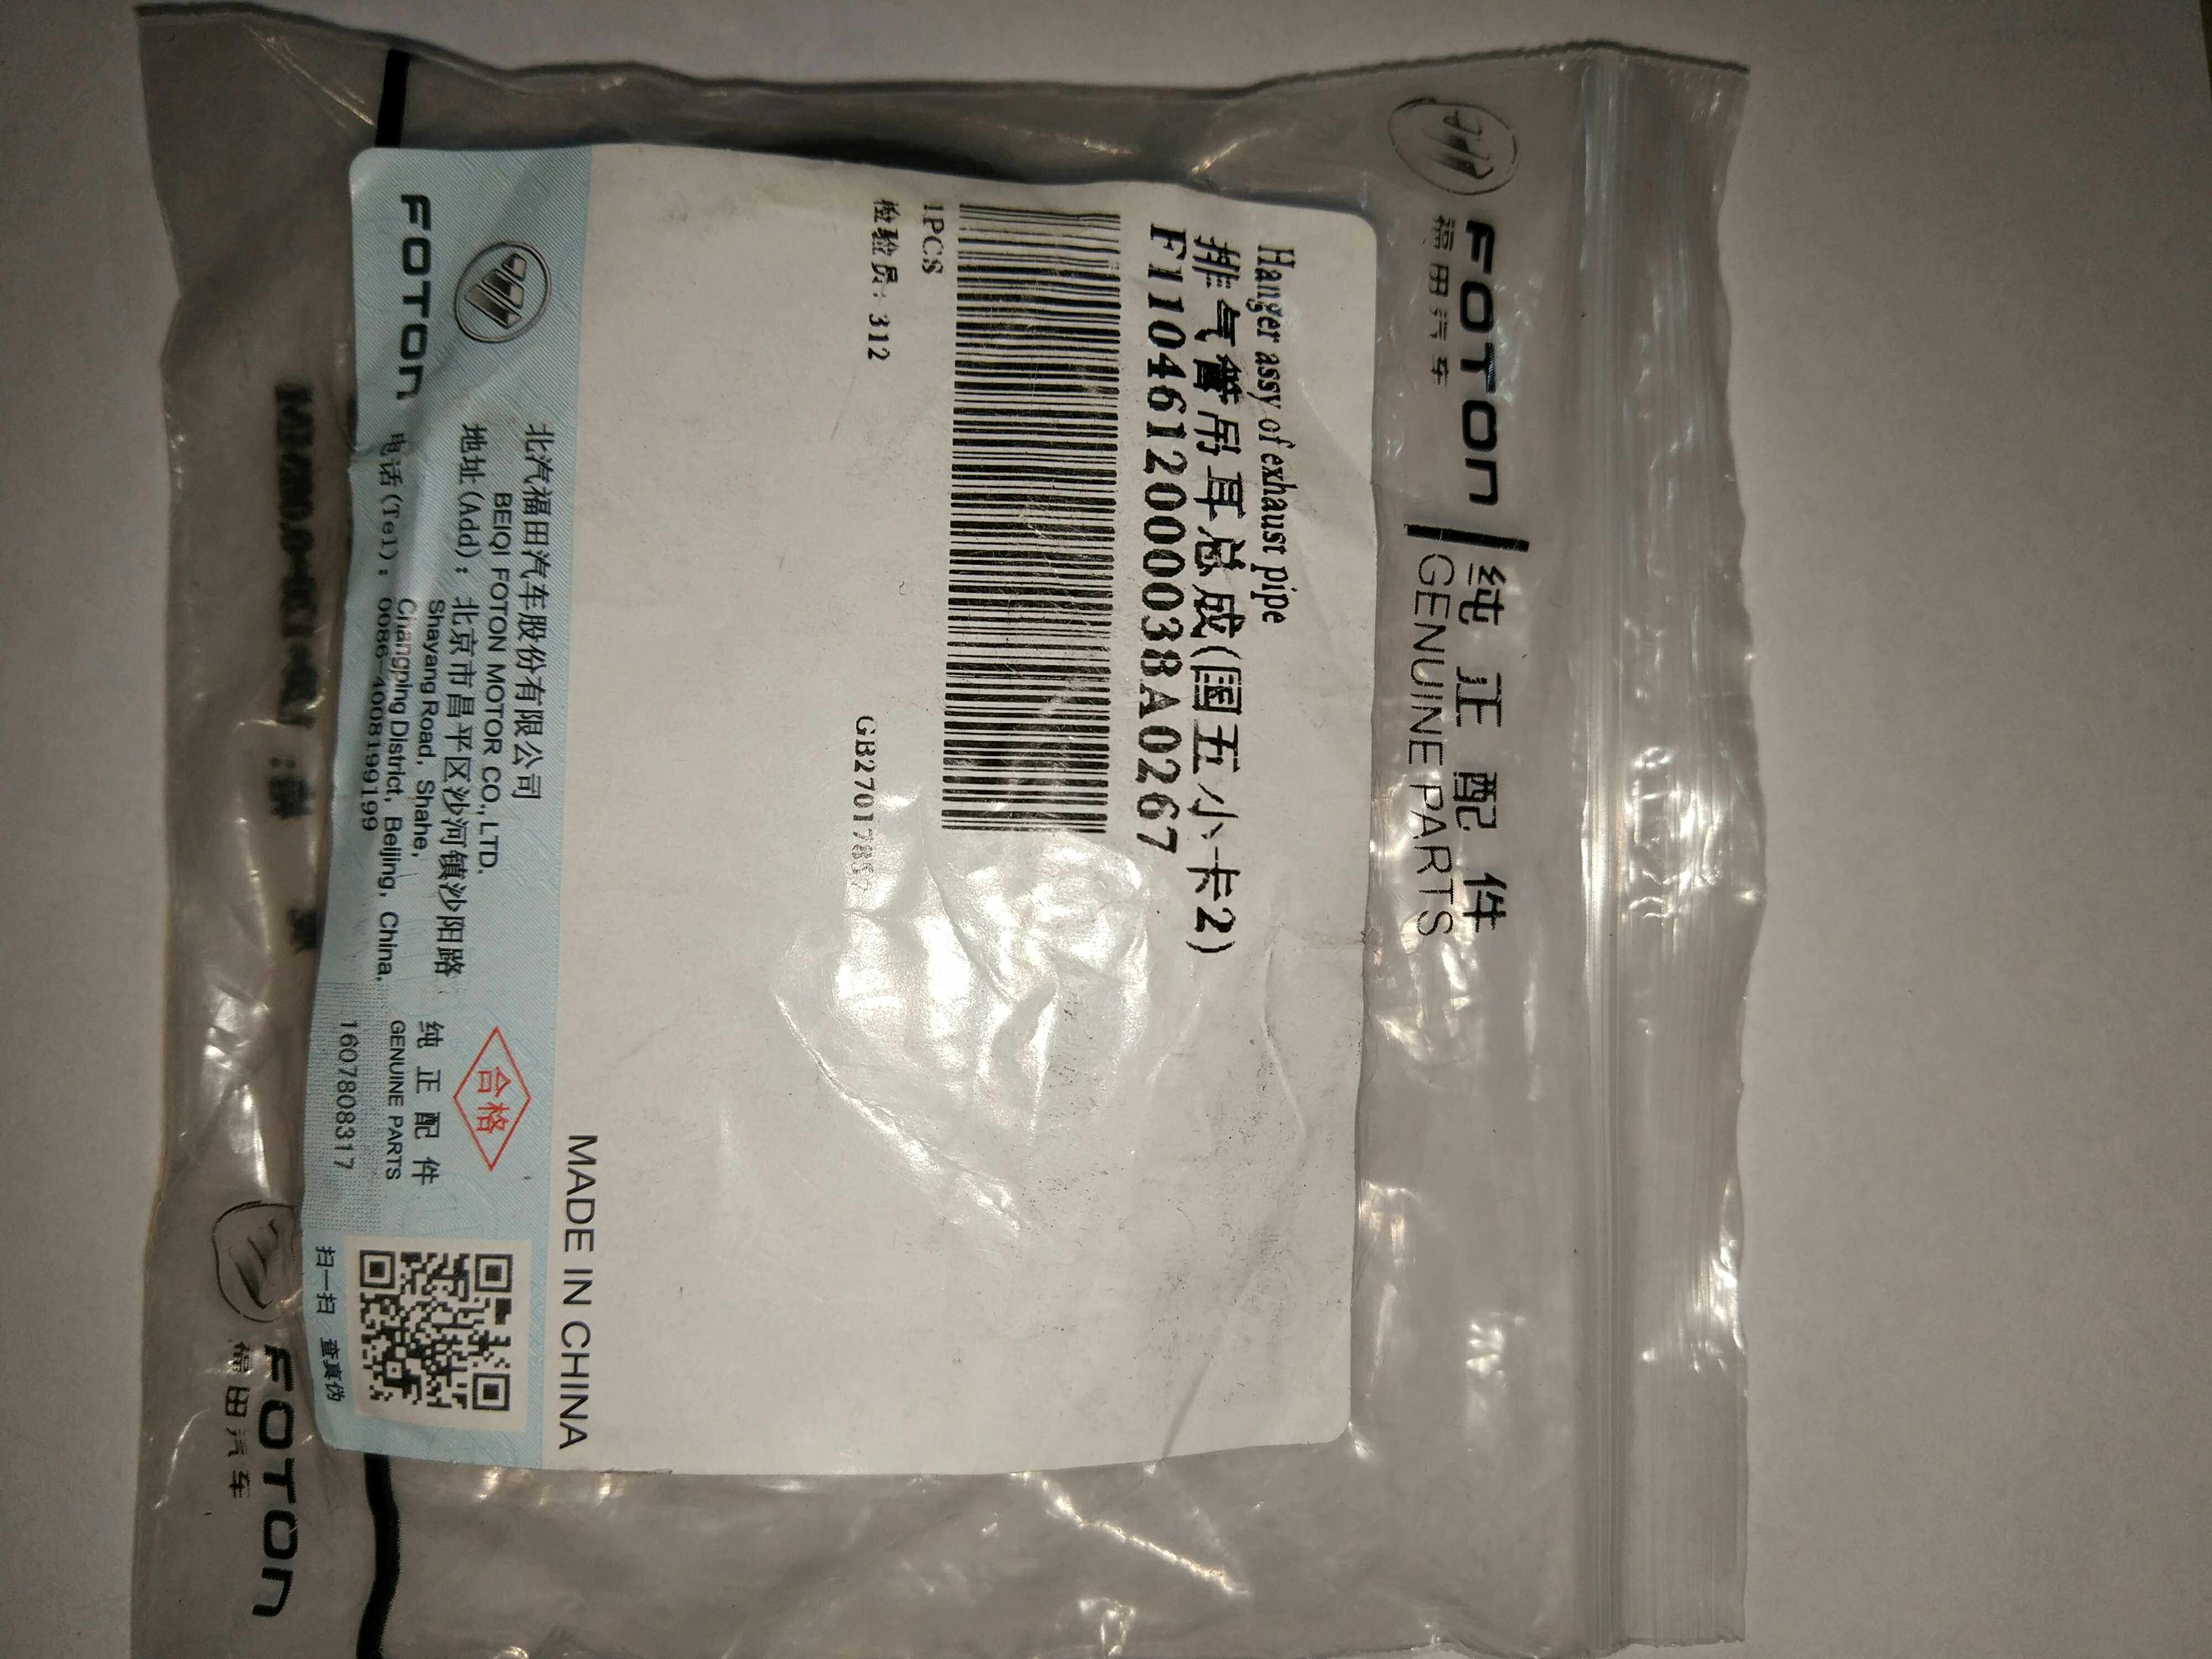 FOTON
福田汽车
纯正配件
GENUINE PARTS
Hanger assy of exhaust pipe
排气管吊耳总成(国五小卡2)
F1104612000038A0267
1PCS
检验员: 312
GB2701785
MADE IN CHINA
FOTON
北汽福田汽车股份有限公司
BEIQI FOTON MOTOR CO., LTD.
地址(Add): 北京市昌平区沙河镇沙阳路
Shayang Road, Shahe,
Changping District, Beijing, China.
电话(Tel): 0086-4008199199
合格
纯正配件
GENUINE PARTS
1607808317
扫一扫 查真伪
FOTON
福田汽车